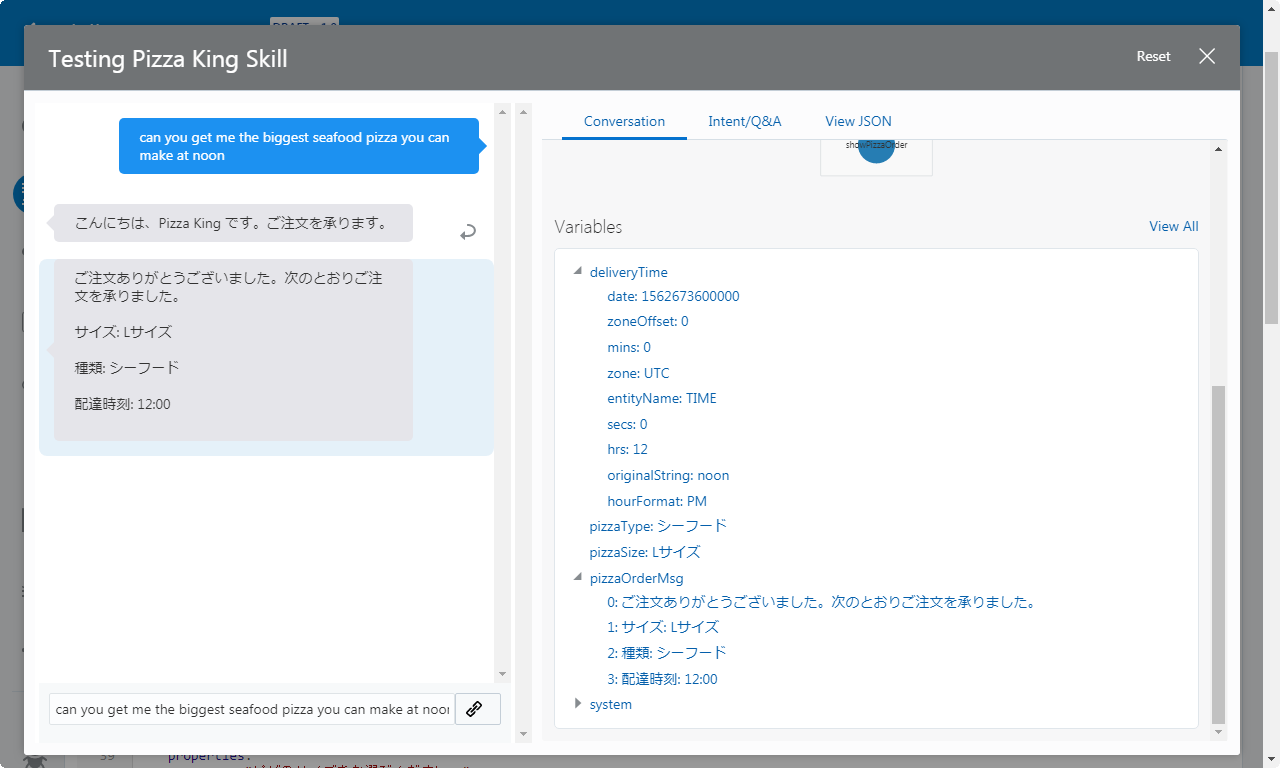 Testing Pizza King Skill
Reset
can you get me the biggest seafood pizza you can
make at noon
こんにちは、Pizza King です。ご注文を承ります。
ご注文ありがとうございました。次のとおりご注
文を承りました。
サイズ: Lサイズ
種類: シーフード
配達時刻: 12:00
can you get me the biggest seafood pizza you can make at noon
Conversation
Intent/Q&A
View JSON
showPizzaOrder
Variables
View All
deliveryTime
date: 1562673600000
zoneOffset: 0
mins: 0
zone: UTC
entityName: TIME
secs: 0
hrs: 12
originalString: noon
hourFormat: PM
pizzaType: シーフード
pizzaSize: Lサイズ
pizzaOrderMsg
0: ご注文ありがとうございました。次のとおりご注文を承りました。
1: サイズ: Lサイズ
2: 種類: シーフード
3: 配達時刻: 12:00
system
39 properties: